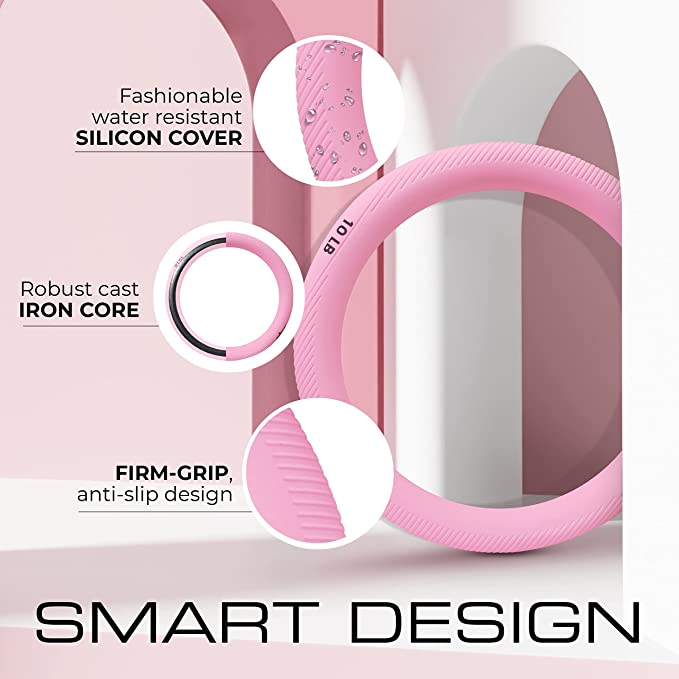 Fashionable
water resistant
SILICON COVER
10 LB
Robust cast
IRON CORE
FIRM-GRIP,
anti-slip design
SMART DESIGN